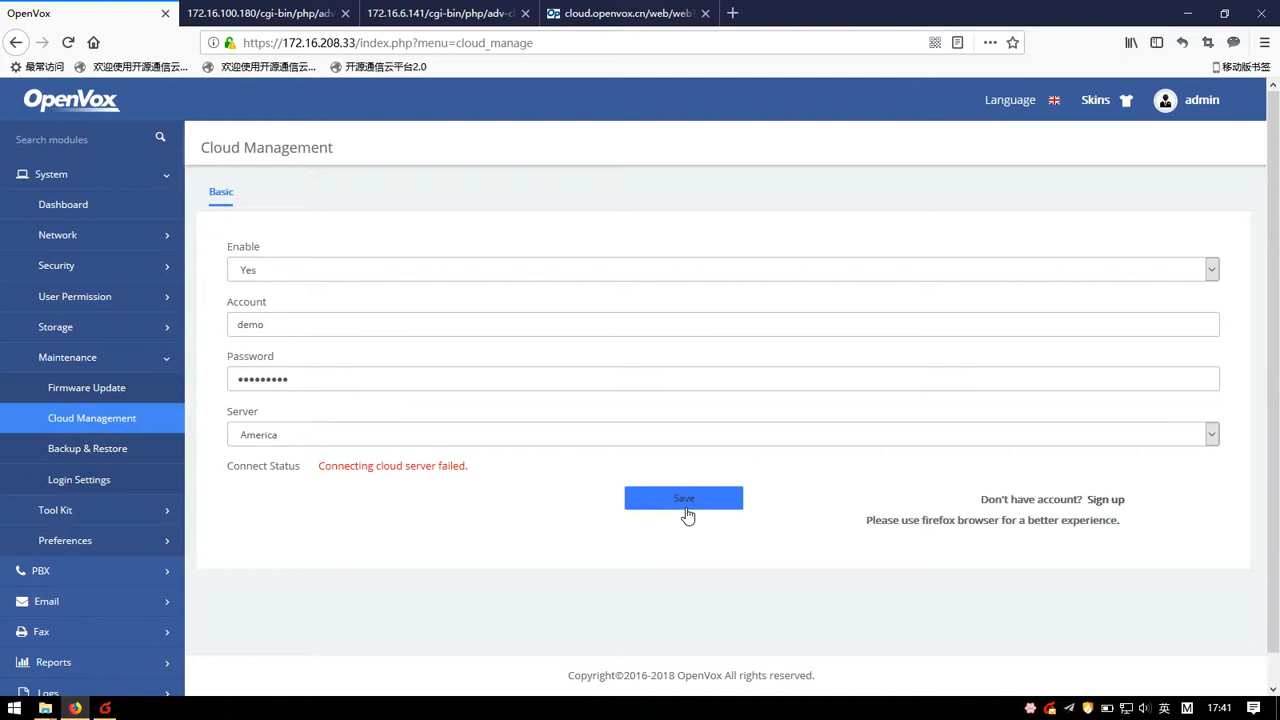 OpenVox
172.16.100.180/cgi-bin/php/adv
172.16.6.141/cgi-bin/php/adv-c
cloud.openvox.cn/web/web?
https://172.16.208.33/index.php?menu=cloud_manage
最常访问
欢迎使用开源通信云...
欢迎使用开源通信云...
开源通信云平台2.0
移动版书签
OpenVox
Language
Skins
admin
Search modules
Cloud Management
System
Basic
Dashboard
Network
Security
User Permission
Storage
Maintenance
Firmware Update
Cloud Management
Backup & Restore
Login Settings
Tool Kit
Preferences
PBX
Email
Fax
Reports
Logs
Enable
Yes
Account
demo
Password
•••••••••
Server
America
Connect Status Connecting cloud server failed.
Save
Don't have account? Sign up
Please use firefox browser for a better experience.
Copyright©2016-2018 OpenVox All rights reserved.
英
M
17:41